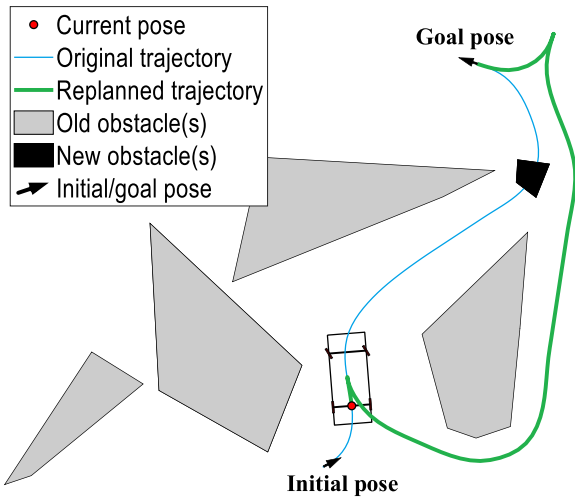 Current pose
Original trajectory
Replanned trajectory
Old obstacle(s)
New obstacle(s)
Initial/goal pose
Goal pose
Initial pose